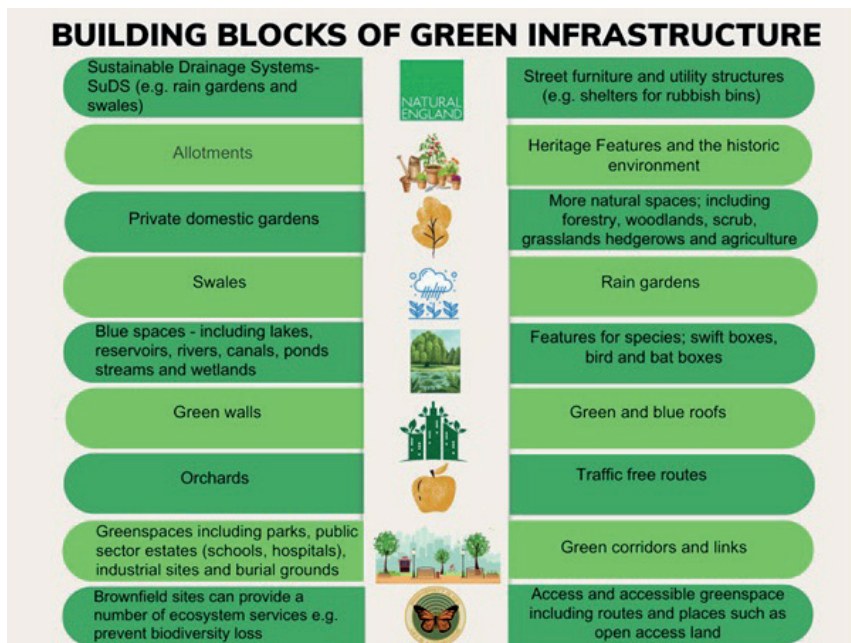 BUILDING BLOCKS OF GREEN INFRASTRUCTURE
Sustainable Drainage Systems-
SuDS (e.g. rain gardens and
swales)
NATURAL
ENGLAND
Street furniture and utility structures
(e.g. shelters for rubbish bins)
Allotments
Heritage Features and the historic
environment
Private domestic gardens
More natural spaces; including
forestry, woodlands, scrub,
grasslands hedgerows and agriculture
Swales
Rain gardens
Blue spaces - including lakes,
reservoirs, rivers, canals, ponds
streams and wetlands
Features for species; swift boxes,
bird and bat boxes
Green walls
Green and blue roofs
Orchards
Traffic free routes
Greenspaces including parks, public
sector estates (schools, hospitals),
industrial sites and burial grounds
Green corridors and links
Brownfield sites can provide a
number of ecosystem services e.g.
prevent biodiversity loss
Access and accessible greenspace
including routes and places such as
open access land